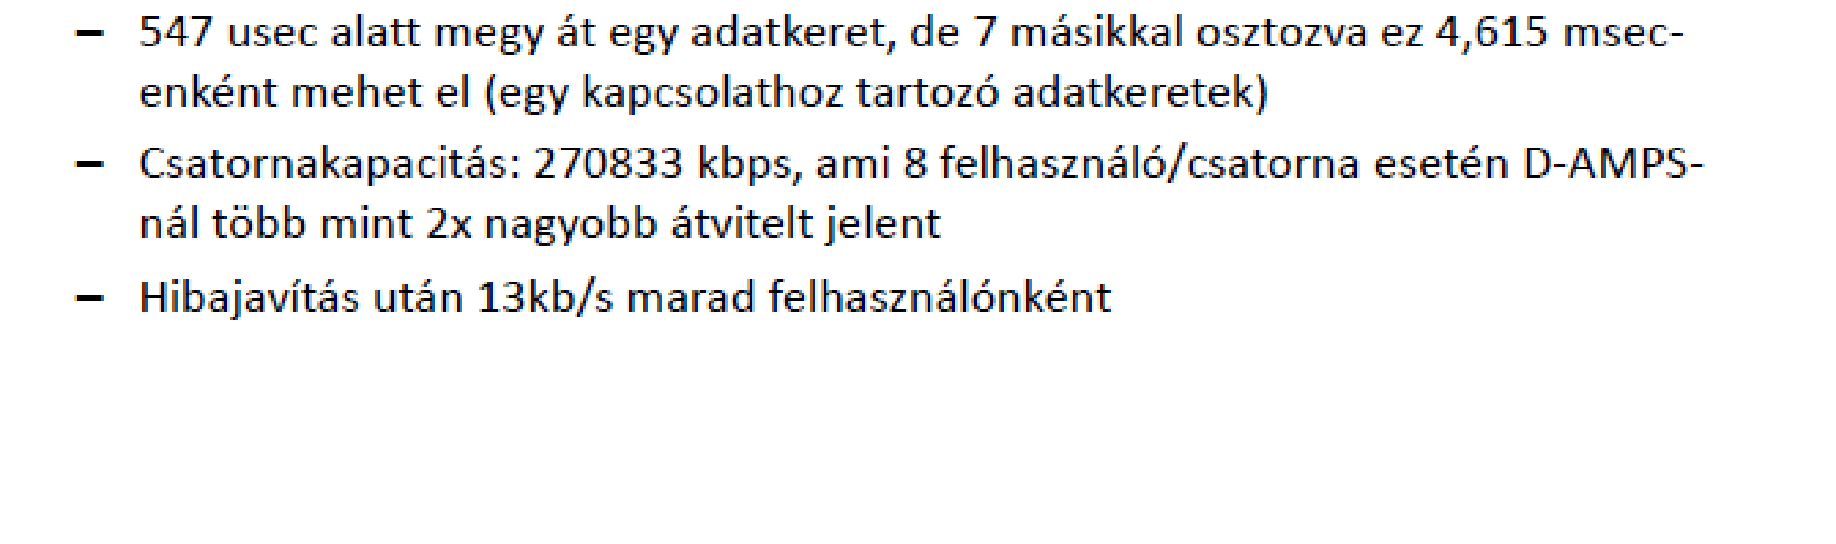 – 547 usec alatt megy át egy adatkeret, de 7 másikkal osztozva ez 4,615 msec-
enként mehet el (egy kapcsolathoz tartozó adatkeretek)
– Csatornakapacitás: 270833 kbps, ami 8 felhasználó/csatorna esetén D-AMPS-
nál több mint 2x nagyobb átvitelt jelent
– Hibajavítás után 13kb/s marad felhasználónként